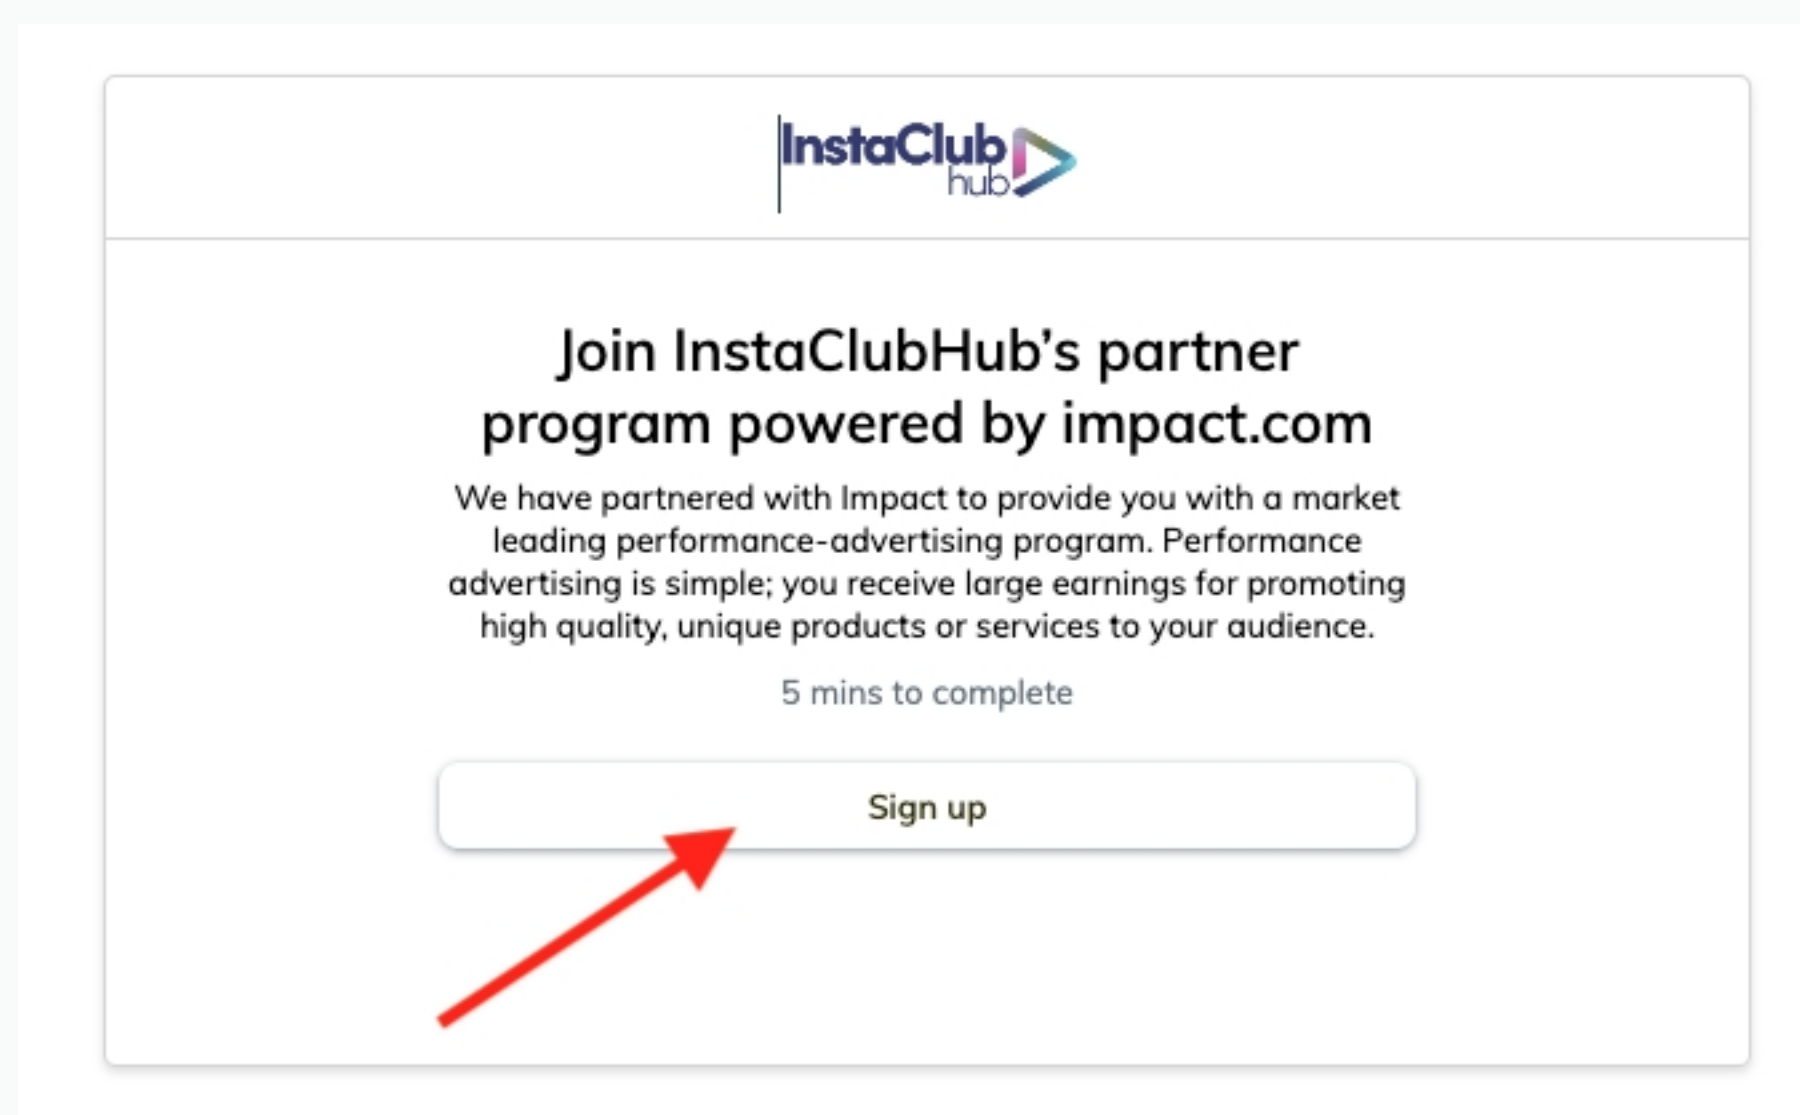 InstaClub
hub
Join InstaClubHub’s partner
program powered by impact.com
We have partnered with Impact to provide you with a market
leading performance-advertising program. Performance
advertising is simple; you receive large earnings for promoting
high quality, unique products or services to your audience.
5 mins to complete
Sign up